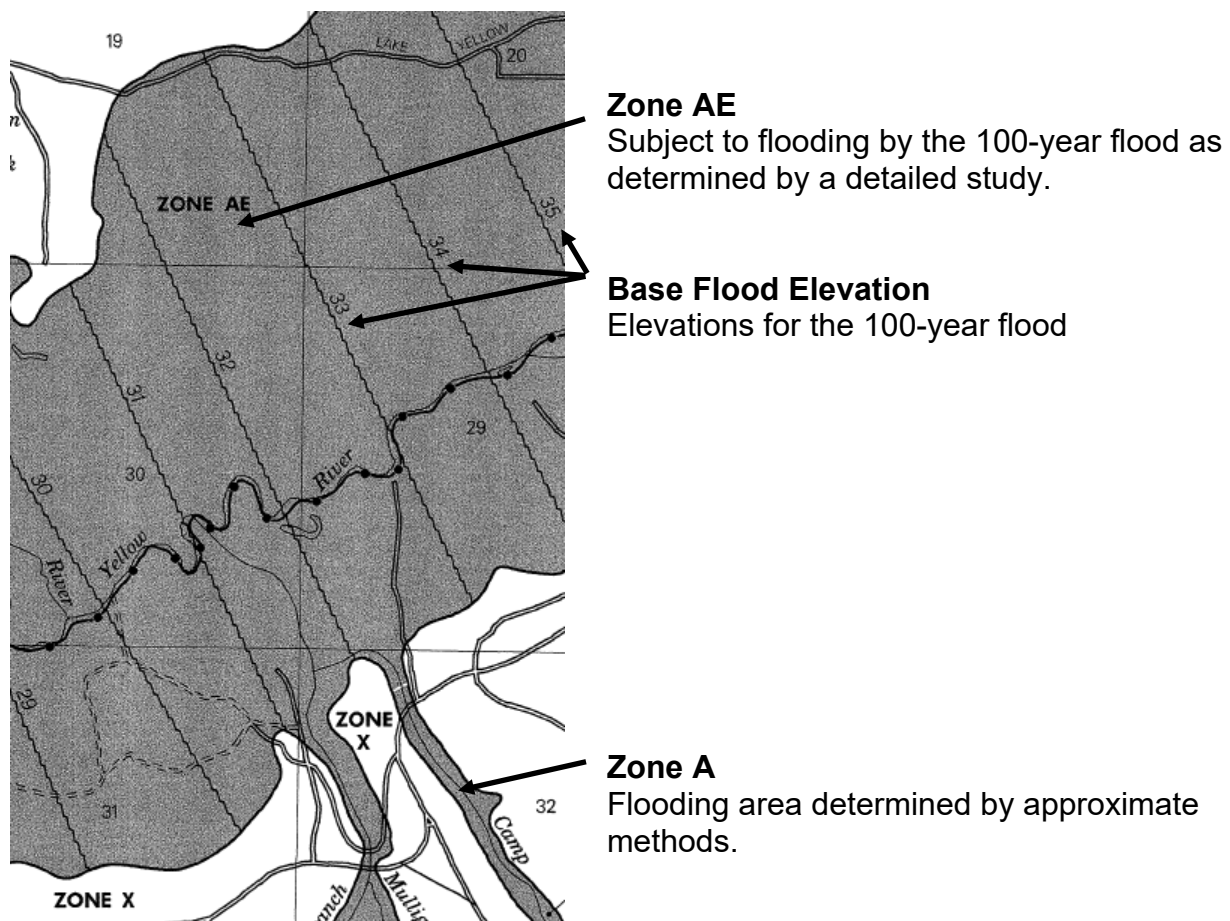 19
LAKE YELLOW
20
Zone AE
Subject to flooding by the 100-year flood as
determined by a detailed study.
ZONE AE
35
34
Base Flood Elevation
Elevations for the 100-year flood
33
32
31
29
30
30
River
Yellow
River
29
ZONE
X
Zone A
Flooding area determined by approximate
methods.
32
31
Camp
ZONE X
anch
Mullig